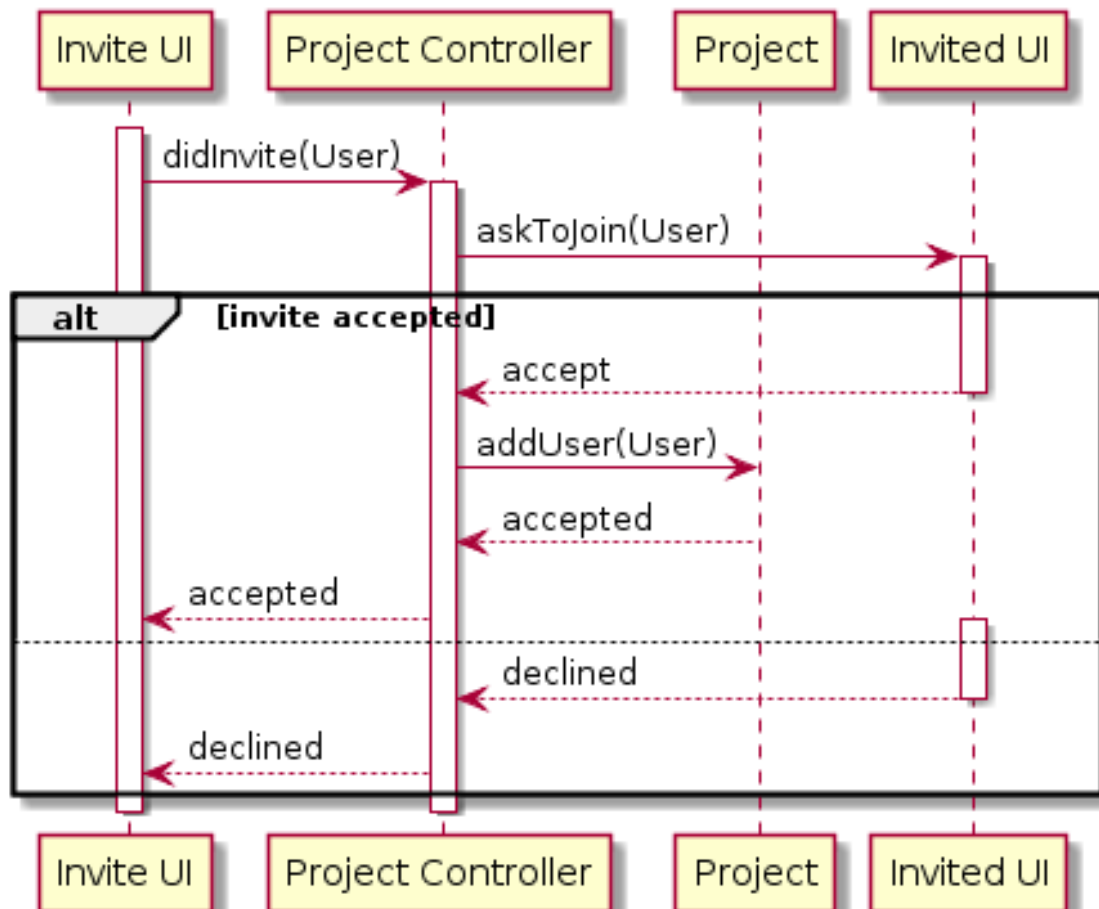 Invite UI
Project Controller
Project
Invited UI
didInvite(User)
askToJoin(User)
alt
[invite accepted]
accept
addUser(User)
accepted
accepted
declined
declined
Invite UI
Project Controller
Project
Invited UI